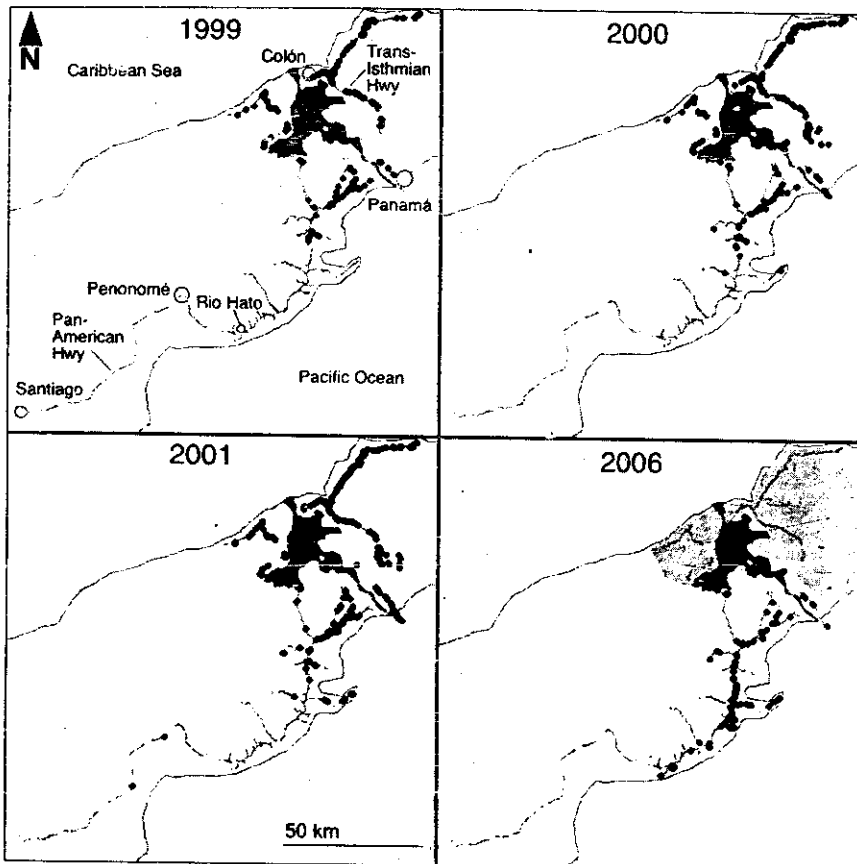 1999
N
Caribbean Sea
Colón
Trans-
Isthmian
Hwy
Panamá
Penonomé
Rio Hato
Pan-
American
Hwy
Santiago
Pacific Ocean
2000
2001
50 km
2006